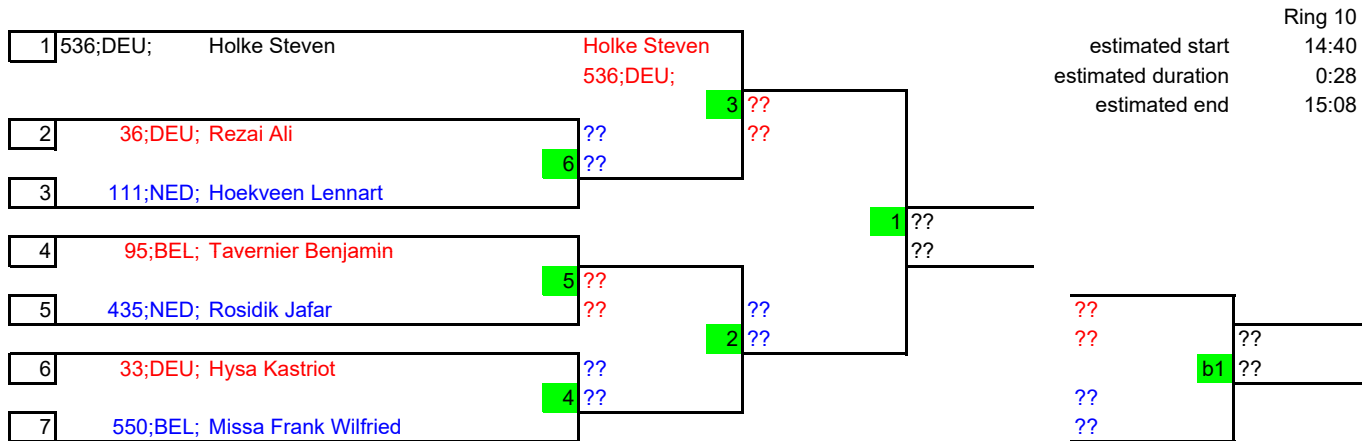 Ring 10
1 536;DEU; Holke Steven Holke Steven estimated start 14:40
536;DEU; estimated duration 0:28
3 ?? estimated end 15:08
2 36;DEU; Rezai Ali ?? ??
6 ??
3 111;NED; Hoekveen Lennart
1 ??
4 95;BEL; Tavernier Benjamin ??
5 ??
5 435;NED; Rosidik Jafar ?? ?? ??
2 ?? ?? ??
6 33;DEU; Hysa Kastriot ?? b1 ??
4 ?? ??
7 550;BEL; Missa Frank Wilfried ??